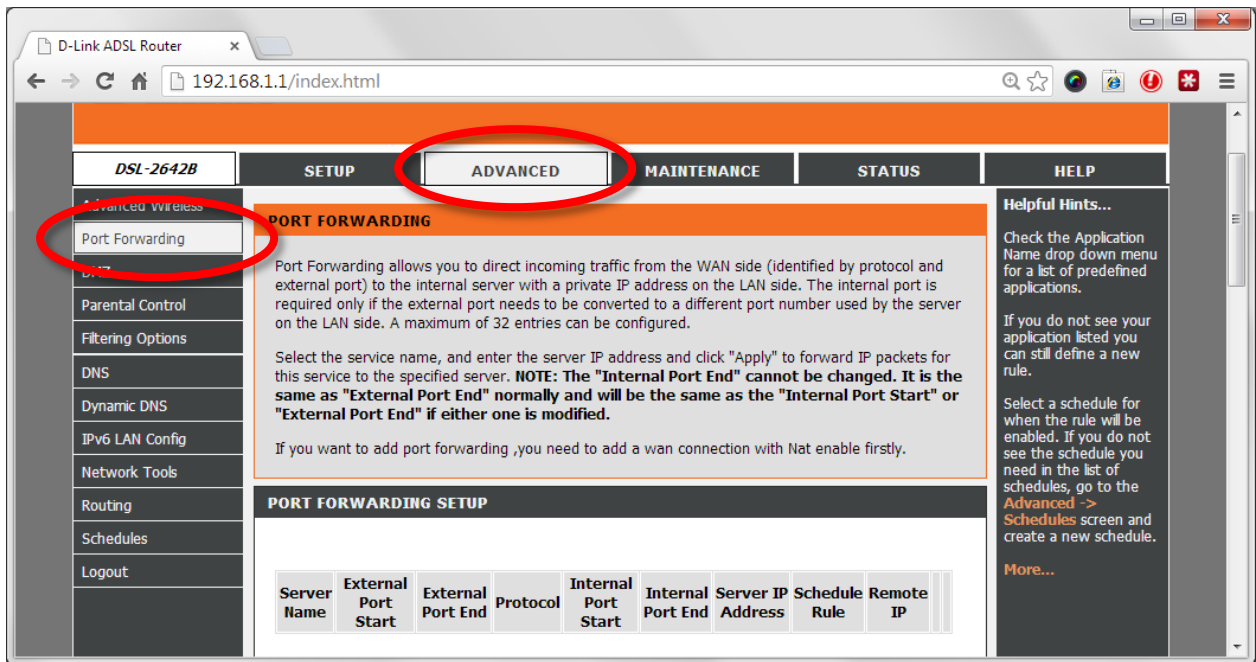 D-Link ADSL Router
192.168.1.1/index.html
DSL-2642B
SETUP
ADVANCED
MAINTENANCE
STATUS
HELP
Advanced Wireless
Port Forwarding
DMZ
Parental Control
Filtering Options
DNS
Dynamic DNS
IPv6 LAN Config
Network Tools
Routing
Schedules
Logout
PORT FORWARDING
Port Forwarding allows you to direct incoming traffic from the WAN side (identified by protocol and
external port) to the internal server with a private IP address on the LAN side. The internal port is
required only if the external port needs to be converted to a different port number used by the server
on the LAN side. A maximum of 32 entries can be configured.
Select the service name, and enter the server IP address and click "Apply" to forward IP packets for
this service to the specified server. NOTE: The "Internal Port End" cannot be changed. It is the
same as "External Port End" normally and will be the same as the "Internal Port Start" or
"External Port End" if either one is modified.
If you want to add port forwarding ,you need to add a wan connection with Nat enable firstly.
PORT FORWARDING SETUP
Server
Name
External
Port
Start
External
Port End
Protocol
Internal
Port
Start
Internal
Port End
Server IP
Address
Schedule
Rule
Remote
IP
Helpful Hints...
Check the Application
Name drop down menu
for a list of predefined
applications.
If you do not see your
application listed you
can still define a new
rule.
Select a schedule for
when the rule will be
enabled. If you do not
see the schedule you
need in the list of
schedules, go to the
Advanced ->
Schedules screen and
create a new schedule.
More...